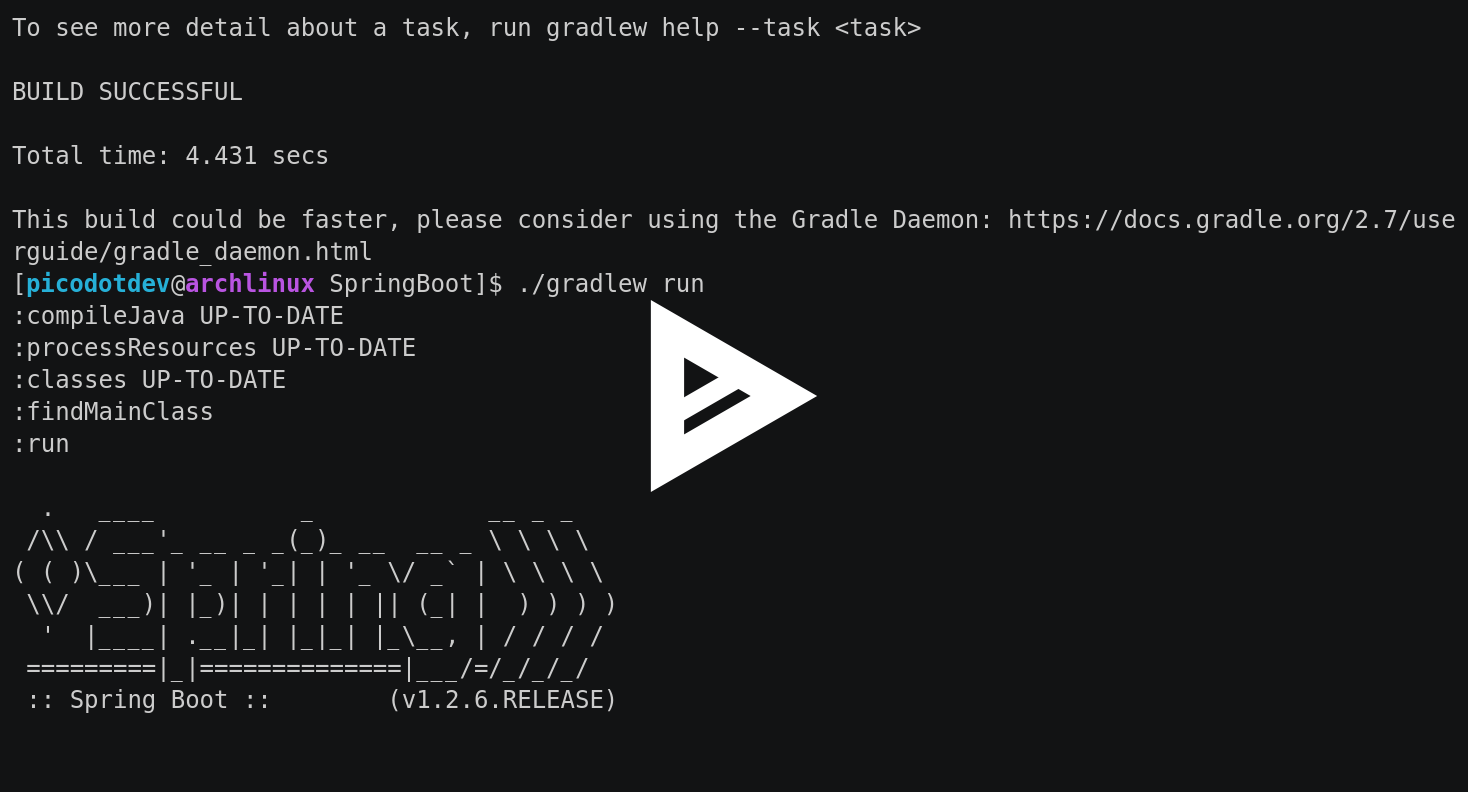 To see more detail about a task, run gradlew help --task <task>

BUILD SUCCESSFUL

Total time: 4.431 secs

This build could be faster, please consider using the Gradle Daemon: https://docs.gradle.org/2.7/use
rguide/gradle_daemon.html
[picodotdev@archlinux SpringBoot]$ ./gradlew run
:compileJava UP-TO-DATE
:processResources UP-TO-DATE
:classes UP-TO-DATE
:findMainClass
:run

  .   ____          _            __ _ _
 /\\ / ___'_ __ _ _(_)_ __  __ _ \ \ \ \
( ( )\___ | '_ | '_| | '_ \/ _` | \ \ \ \
 \\/  ___)| |_)| | | | | || (_| |  ) ) ) )
  '  |____| .__|_| |_|_| |_\__, | / / / /
 =========|_|==============|___/=/_/_/_/
 :: Spring Boot ::        (v1.2.6.RELEASE)